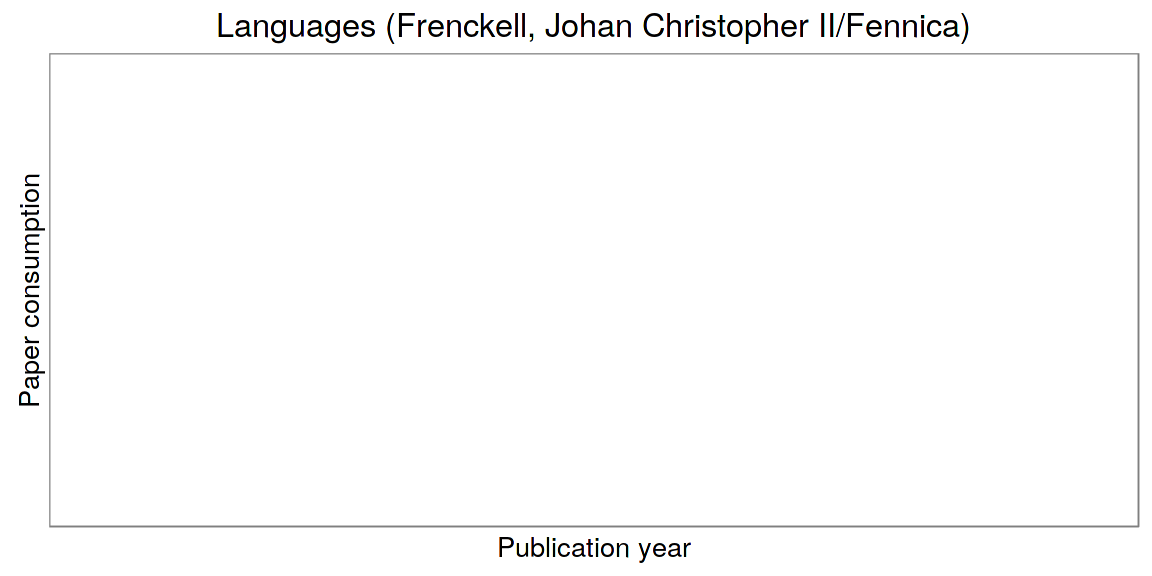 Languages (Frenckell, Johan Christopher II/Fennica)
Paper consumption
Publication year